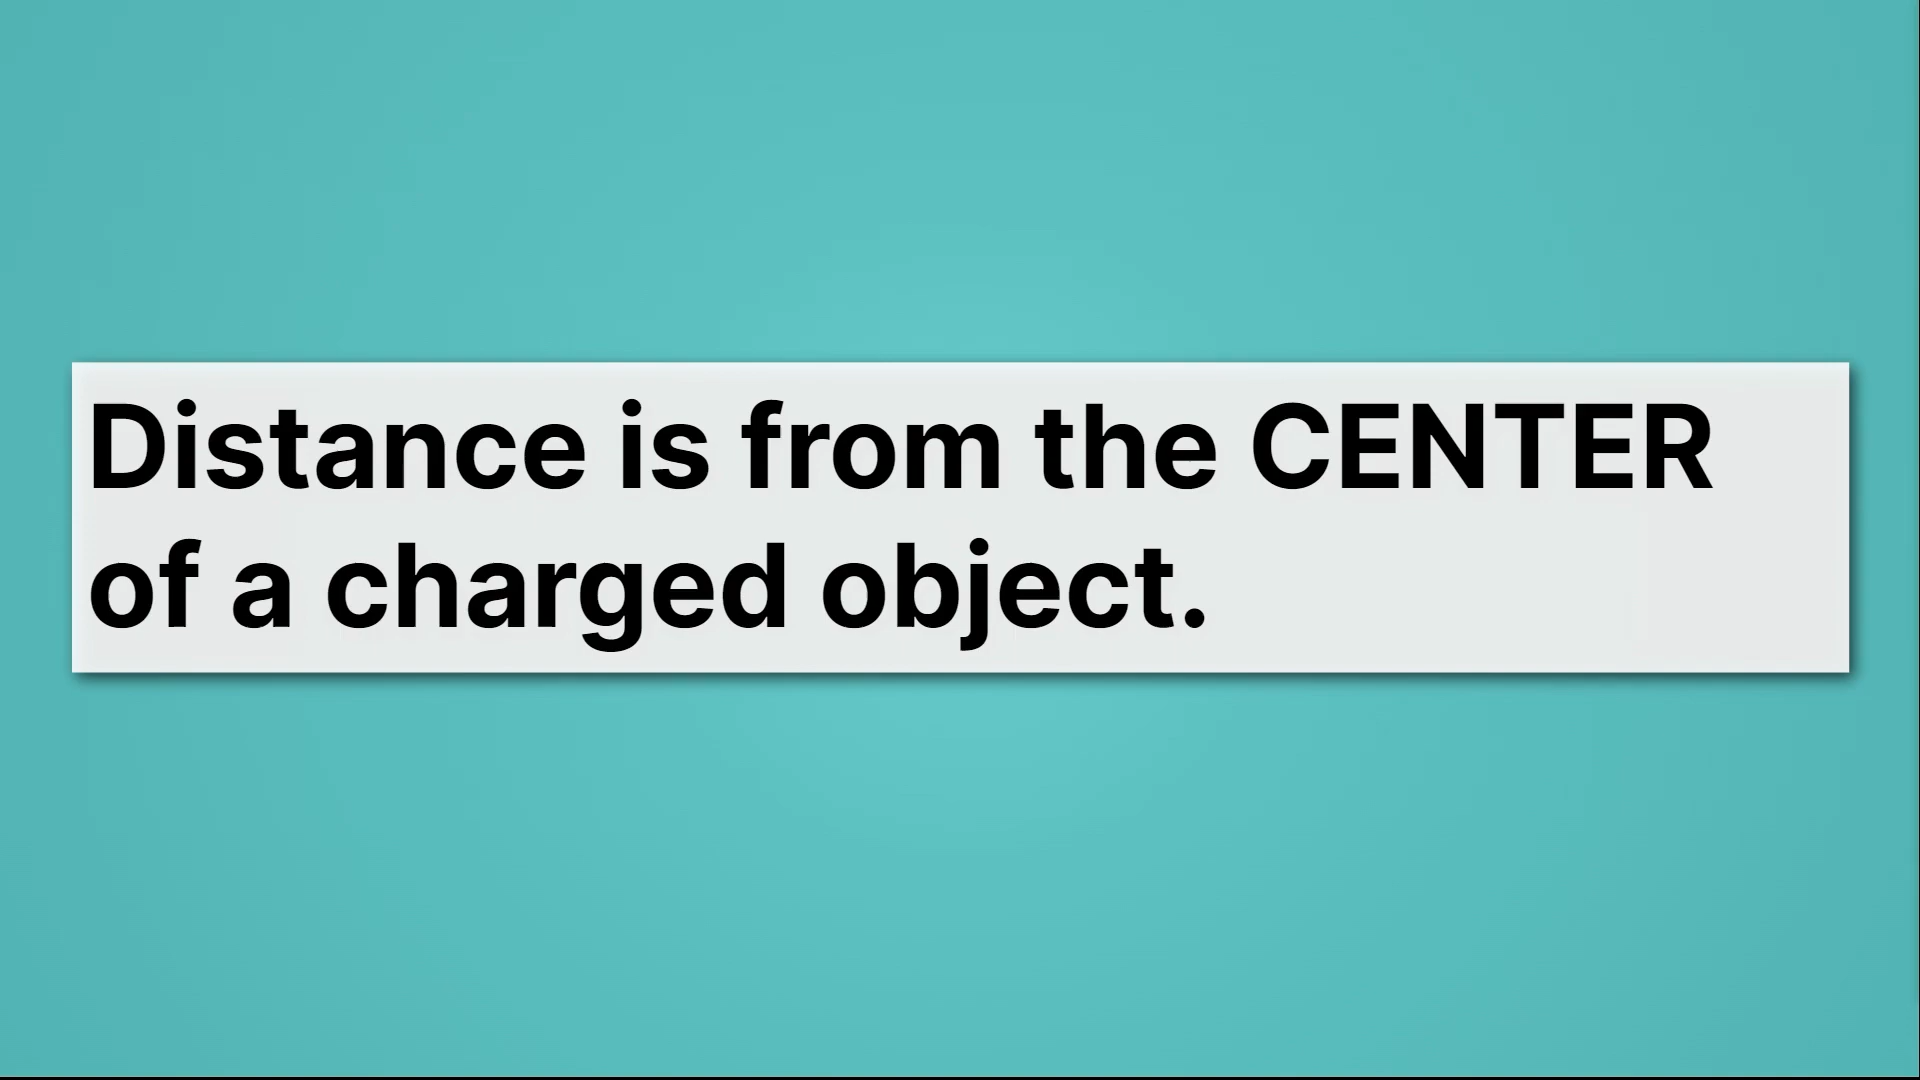 Distance is from the CENTER
of a charged object.